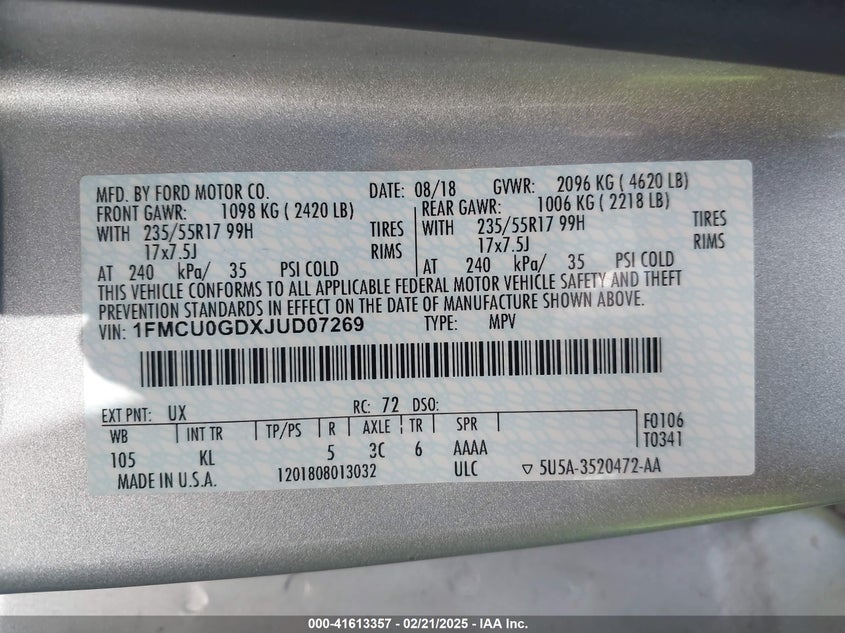 MFD. BY FORD MOTOR CO. DATE: 08/18 GVWR: 2096 KG ( 4620 LB)
FRONT GAWR: 1098 KG ( 2420 LB) REAR GAWR: 1006 KG ( 2218 LB)
WITH 235/55R17 99H TIRES WITH 235/55R17 99H TIRES
17x7.5J RIMS 17x7.5J RIMS
AT 240 kPa/ 35 PSI COLD AT 240 kPa/ 35 PSI COLD
THIS VEHICLE CONFORMS TO ALL APPLICABLE FEDERAL MOTOR VEHICLE SAFETY AND THEFT
PREVENTION STANDARDS IN EFFECT ON THE DATE OF MANUFACTURE SHOWN ABOVE.
VIN: 1FMCU0GDXJUD07269 TYPE: MPV
EXT PNT: UX RC: 72 DSO:
WB INT TR TP/PS R AXLE TR SPR F0106
105 KL 5 3C 6 AAAA T0341
MADE IN U.S.A. 1201808013032 ULC ▽ 5U5A-3520472-AA
000-41613357 - 02/21/2025 - IAA Inc.